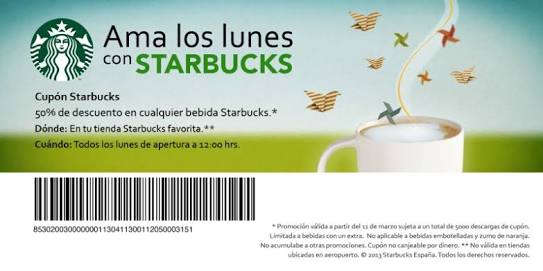 Ama los lunes
con STARBUCKS
Cupón Starbucks
50% de descuento en cualquier bebida Starbucks.*
Dónde: En tu tienda Starbucks favorita.**
Cuándo: Todos los lunes de apertura a 12:00 hrs.
85302003000000011304113001120500031​51
* Promoción válida a partir del 11 de marzo sujeta a un total de 5000 descargas de cupón.
Limitada a bebidas con un extra. No aplicable a bebidas embotelladas y zumo de naranja.
No acumulabe a otras promociones. Cupón no canjeable por dinero. ** No válida en tiendas
ubicadas en aeropuerto. © 2013 Starbucks España. Todos los derechos reservados.